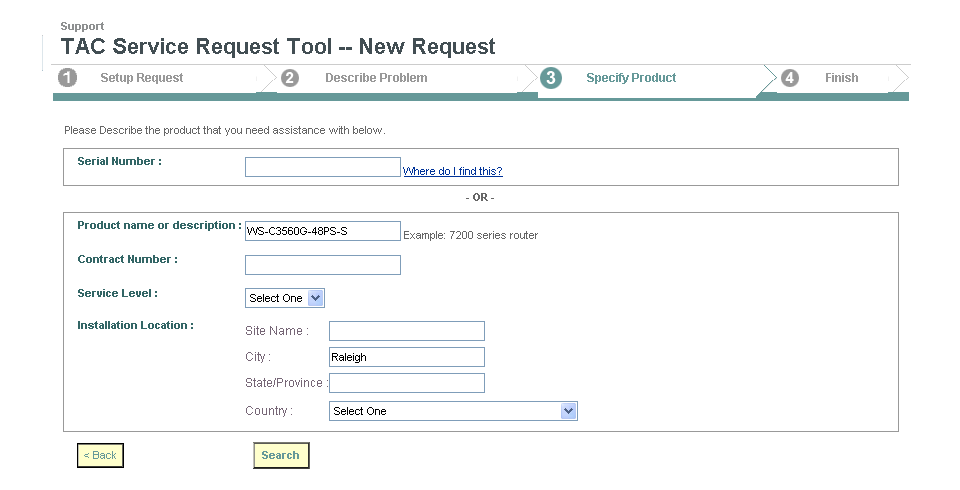 Support
TAC Service Request Tool -- New Request
1 Setup Request 2 Describe Problem 3 Specify Product 4 Finish
Please Describe the product that you need assistance with below.
Serial Number : Where do I find this?
- OR -
Product name or description : WS-C3560G-48PS-S Example: 7200 series router
Contract Number :
Service Level : Select One
Installation Location : Site Name :
City : Raleigh
State/Province :
Country : Select One
< Back Search